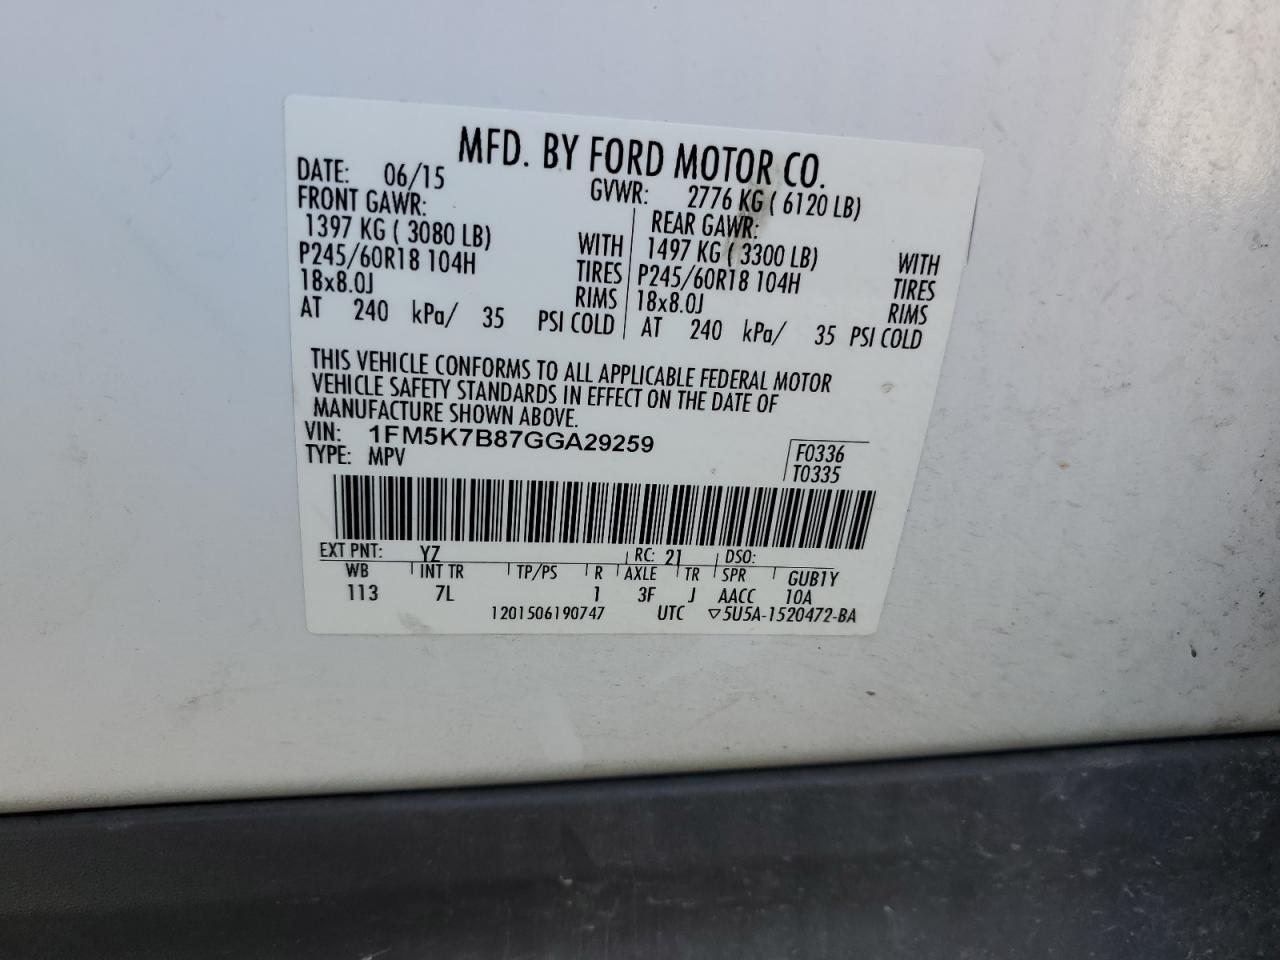 MFD. BY FORD MOTOR CO.
DATE: 06/15 GVWR: 2776 KG ( 6120 LB)
FRONT GAWR: REAR GAWR:
1397 KG ( 3080 LB) WITH 1497 KG ( 3300 LB) WITH
P245/60R18 104H TIRES P245/60R18 104H TIRES
18x8.0J RIMS 18x8.0J RIMS
AT 240 kPa/ 35 PSI COLD AT 240 kPa/ 35 PSI COLD
THIS VEHICLE CONFORMS TO ALL APPLICABLE FEDERAL MOTOR
VEHICLE SAFETY STANDARDS IN EFFECT ON THE DATE OF
MANUFACTURE SHOWN ABOVE.
VIN: 1FM5K7B87GGA29259 F0336
TYPE: MPV T0335
EXT PNT: YZ RC: 21 DSO:
WB INT TR TP/PS R AXLE TR SPR GUB1Y
113 7L 1 3F J AACC 10A
1201506190747 UTC ▽5U5A-1520472-BA